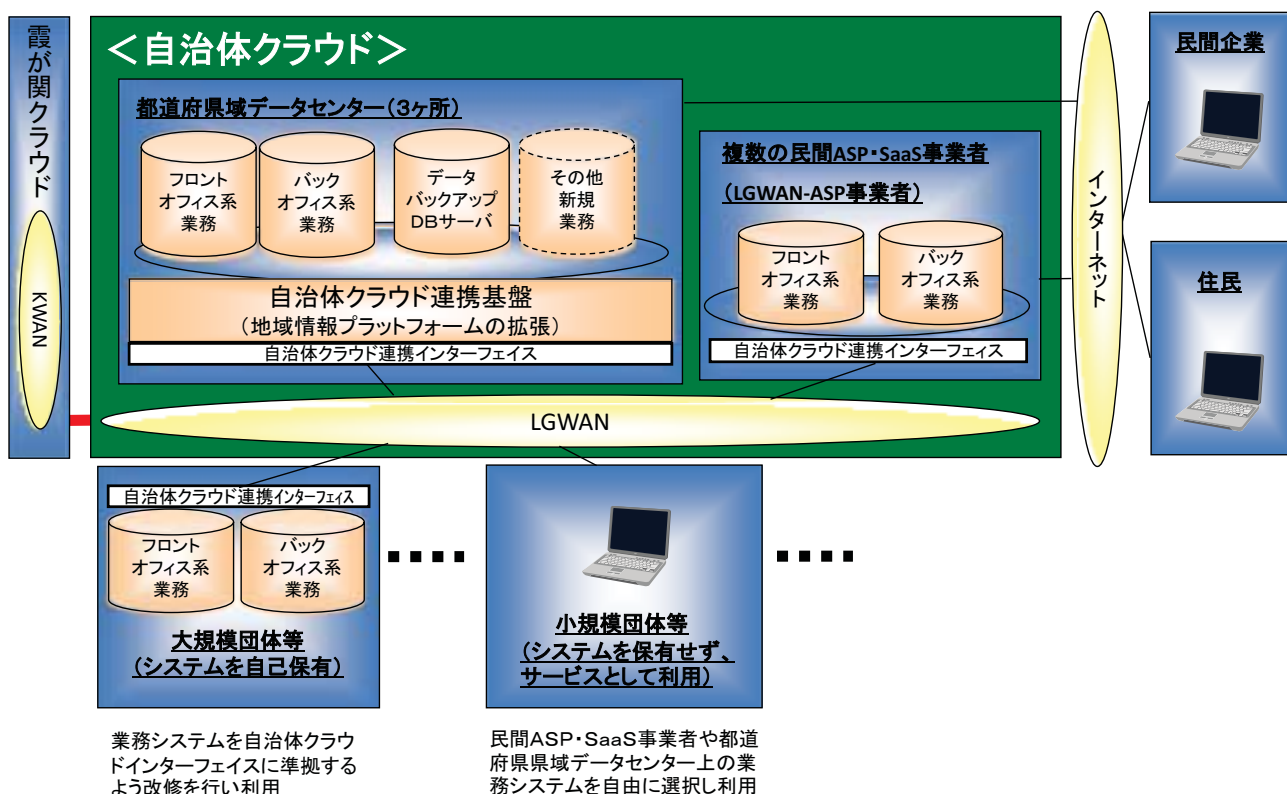 霞が関クラウド
KWAN
＜自治体クラウド＞
都道府県域データセンター（３ヶ所）
フロント
オフィス系
業務
バック
オフィス系
業務
データ
バックアップ
DBサーバ
その他
新規
業務
自治体クラウド連携基盤
（地域情報プラットフォームの拡張）
自治体クラウド連携インターフェイス
複数の民間ASP・SaaS事業者
（LGWAN-ASP事業者）
フロント
オフィス系
業務
バック
オフィス系
業務
自治体クラウド連携インターフェイス
LGWAN
インターネット
民間企業
住民
自治体クラウド連携インターフェイス
フロント
オフィス系
業務
バック
オフィス系
業務
大規模団体等
（システムを自己保有）
小規模団体等
（システムを保有せず、
サービスとして利用）
業務システムを自治体クラウ
ドインターフェイスに準拠する
よう改修を行い利用
民間ASP・SaaS事業者や都道
府県県域データセンター上の業
務システムを自由に選択し利用